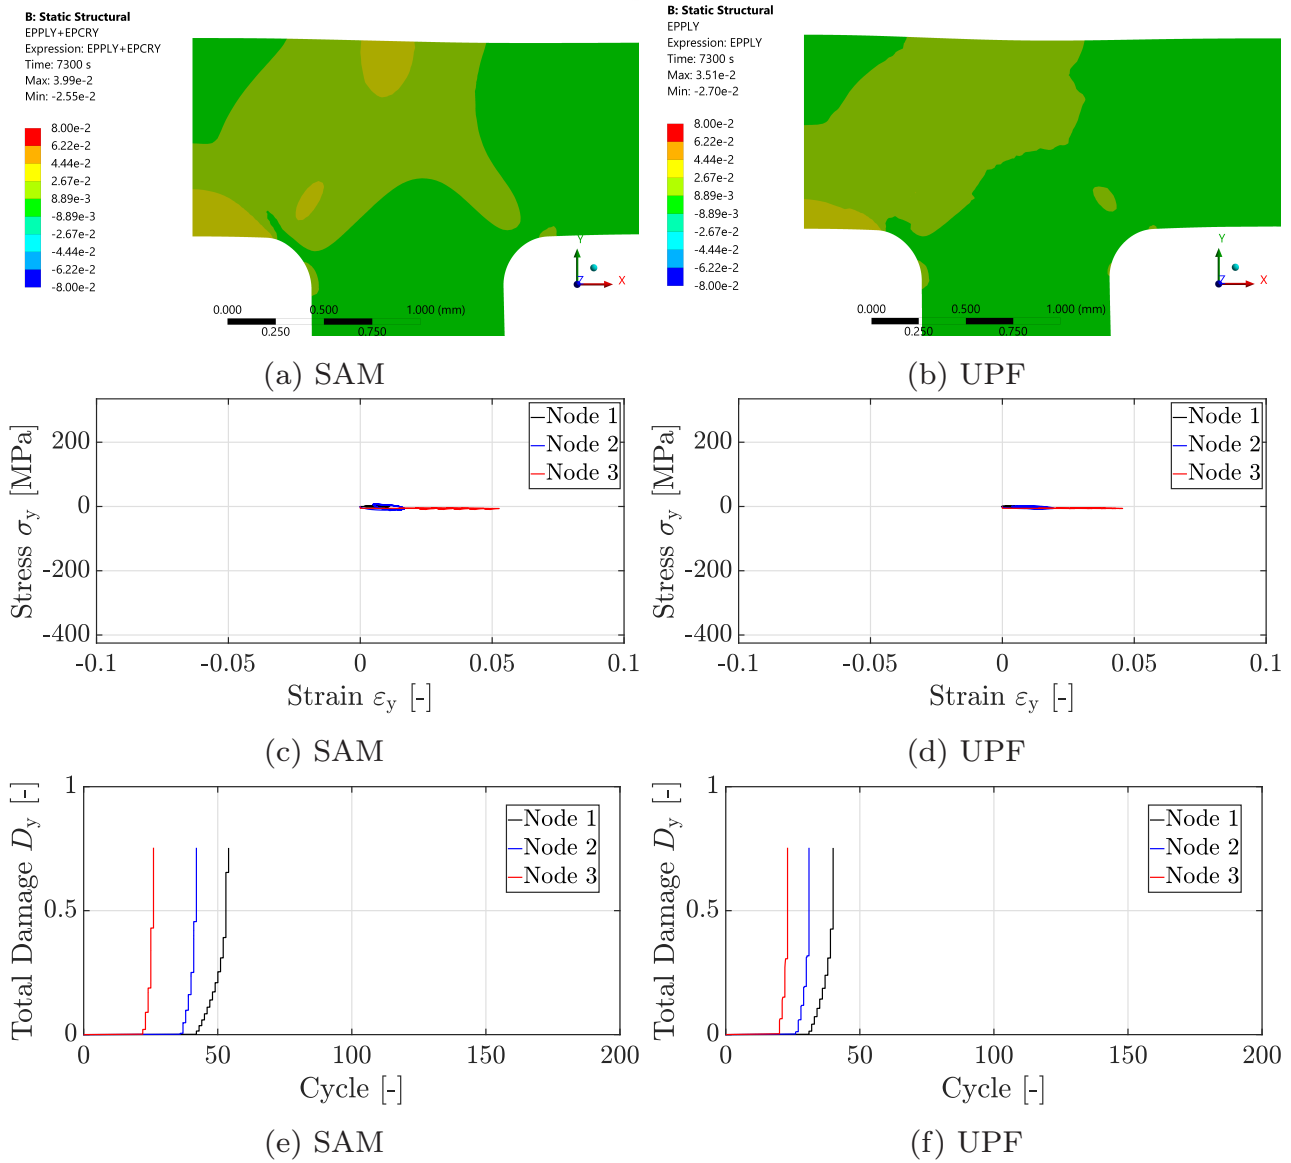 B: Static Structural
EPPLY+EPCRY
Expression: EPPLY+EPCRY
Time: 7300 s
Max: 3.99e-2
Min: -2.55e-2
8.00e-2
6.22e-2
4.44e-2
2.67e-2
8.89e-3
-8.89e-3
-2.67e-2
-4.44e-2
-6.22e-2
-8.00e-2
Y
Z
X
0.000
0.500
1.000 (mm)
0.250
0.750
(a) SAM
B: Static Structural
EPPLY
Expression: EPPLY
Time: 7300 s
Max: 3.51e-2
Min: -2.70e-2
8.00e-2
6.22e-2
4.44e-2
2.67e-2
8.89e-3
-8.89e-3
-2.67e-2
-4.44e-2
-6.22e-2
-8.00e-2
Y
Z
X
0.000
0.500
1.000 (mm)
0.250
0.750
(b) UPF
Stress σy [MPa]
200
0
-200
-400
Node 1
Node 2
Node 3
-0.1
-0.05
0
0.05
0.1
Strain εy [-]
(c) SAM
Stress σy [MPa]
200
0
-200
-400
Node 1
Node 2
Node 3
-0.1
-0.05
0
0.05
0.1
Strain εy [-]
(d) UPF
Total Damage Dy [-]
1
0.5
0
Node 1
Node 2
Node 3
0
50
100
150
200
Cycle [-]
(e) SAM
Total Damage Dy [-]
1
0.5
0
Node 1
Node 2
Node 3
0
50
100
150
200
Cycle [-]
(f) UPF